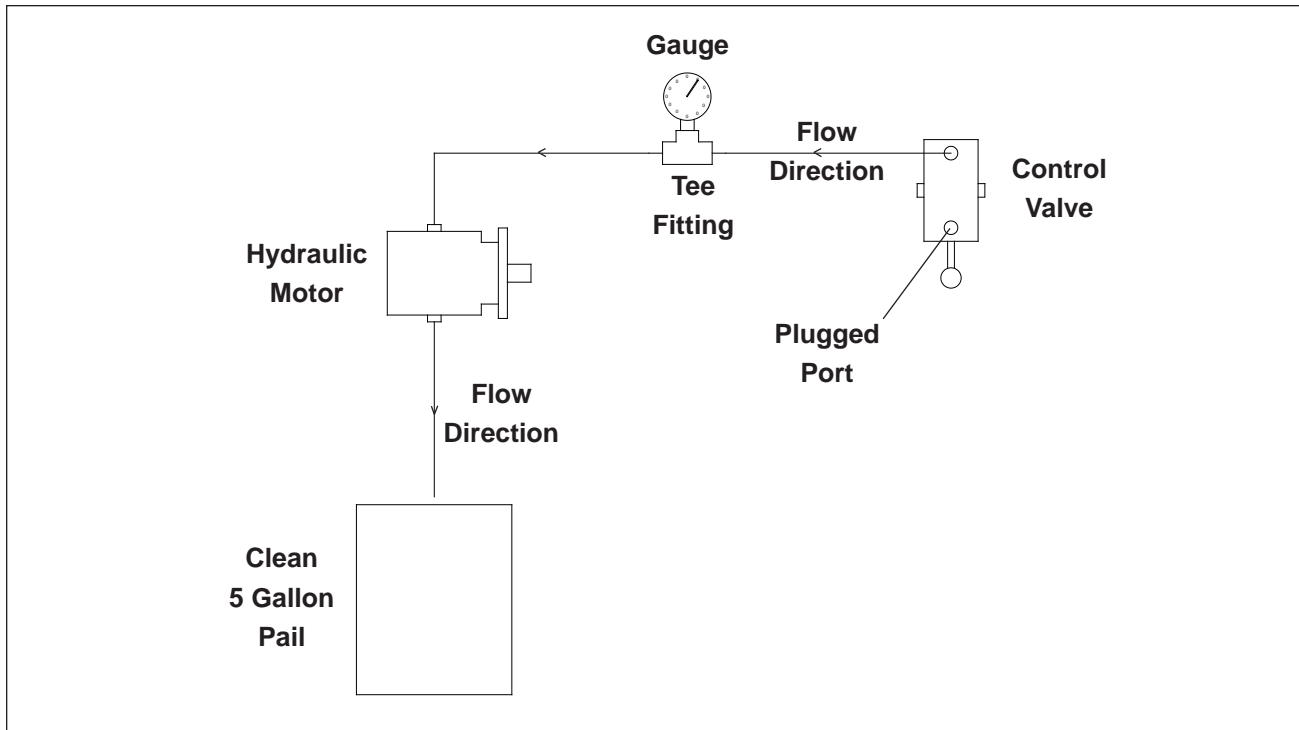 Gauge
Flow
Direction
Control
Valve
Tee
Fitting
Hydraulic
Motor
Plugged
Port
Flow
Direction
Clean
5 Gallon
Pail